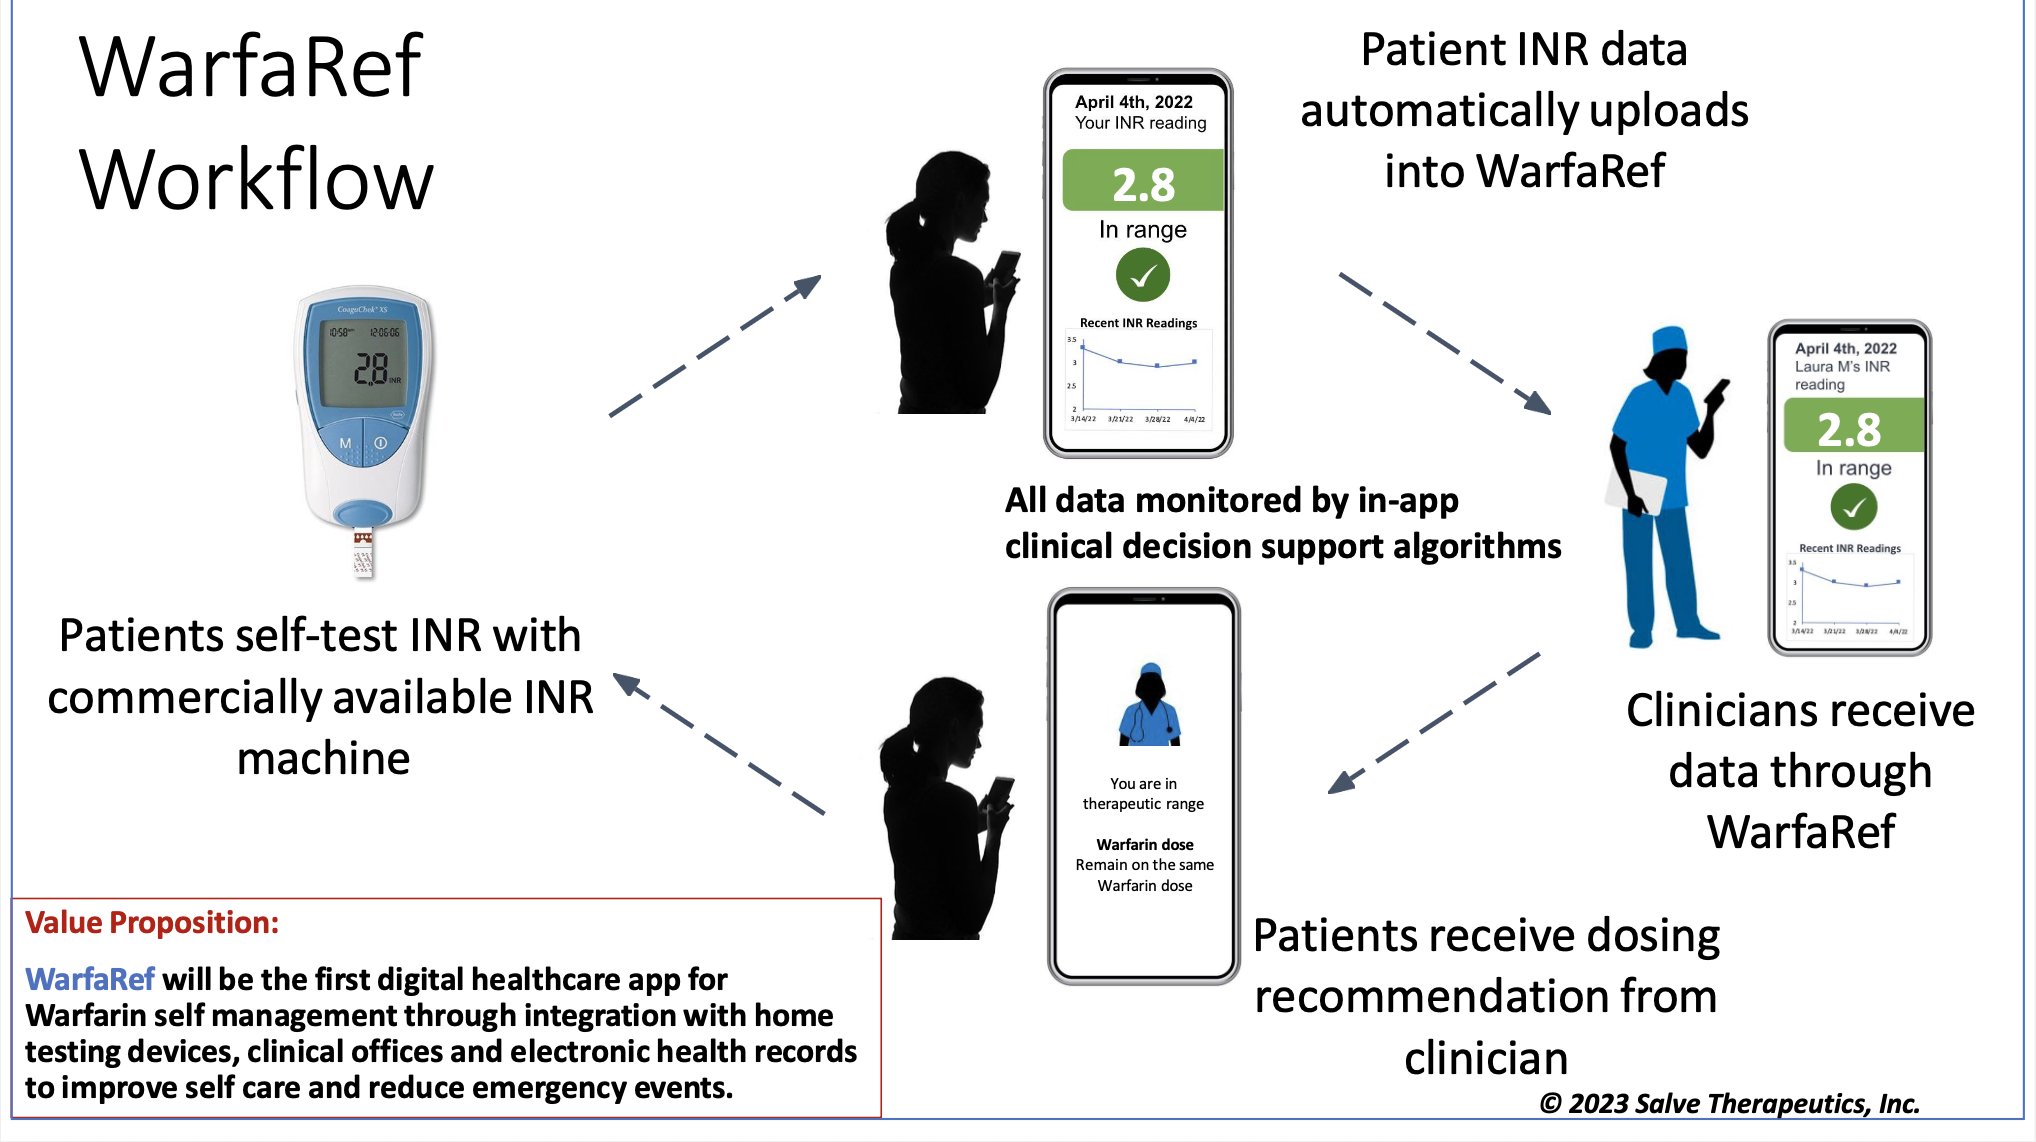 WarfaRef
Workflow
CoaguChek® XS
10:58
12:06:06
2.8
INR
Roche
M
Patients self-test INR with
commercially available INR
machine
April 4th, 2022
Your INR reading
2.8
In range
Recent INR Readings
3.5
3
2.5
2
3/14/22 3/21/22 3/28/22 4/4/22
Patient INR data
automatically uploads
into WarfaRef
All data monitored by in-app
clinical decision support algorithms
April 4th, 2022
Laura M's INR
reading
2.8
In range
Recent INR Readings
3.5
3
2.5
2
3/14/22 3/21/22 3/28/22 4/4/22
Clinicians receive
data through
WarfaRef
You are in
therapeutic range
Warfarin dose
Remain on the same
Warfarin dose
Patients receive dosing
recommendation from
clinician
Value Proposition:
WarfaRef will be the first digital healthcare app for
Warfarin self management through integration with home
testing devices, clinical offices and electronic health records
to improve self care and reduce emergency events.
© 2023 Salve Therapeutics, Inc.